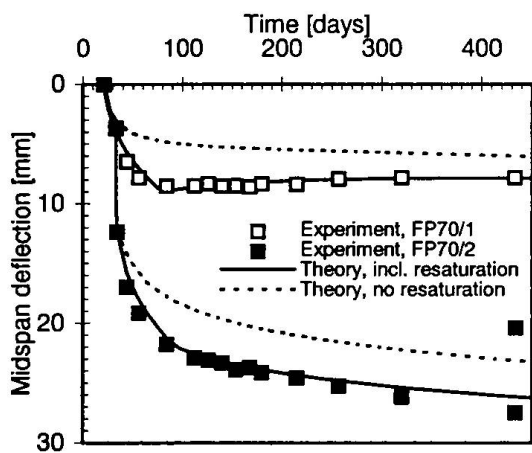 Time [days]
0 100 200 300 400
0
10
20
30
Midspan deflection [mm]
Experiment, FP70/1
Experiment, FP70/2
Theory, incl. resaturation
Theory, no resaturation